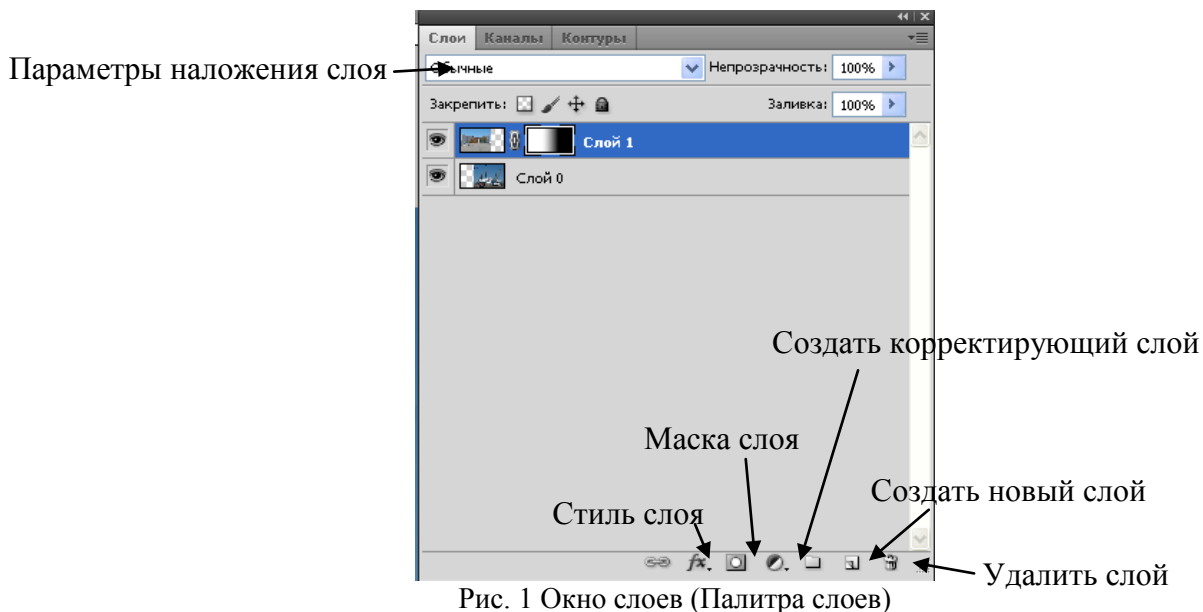 Слои Каналы Контуры
Параметры наложения слоя
Обычные Непрозрачность: 100%
Закрепить: Заливка: 100%
Слой 1
Слой 0
Создать корректирующий слой
Маска слоя
Создать новый слой
Стиль слоя
fx.
Удалить слой
Рис. 1 Окно слоев (Палитра слоев)